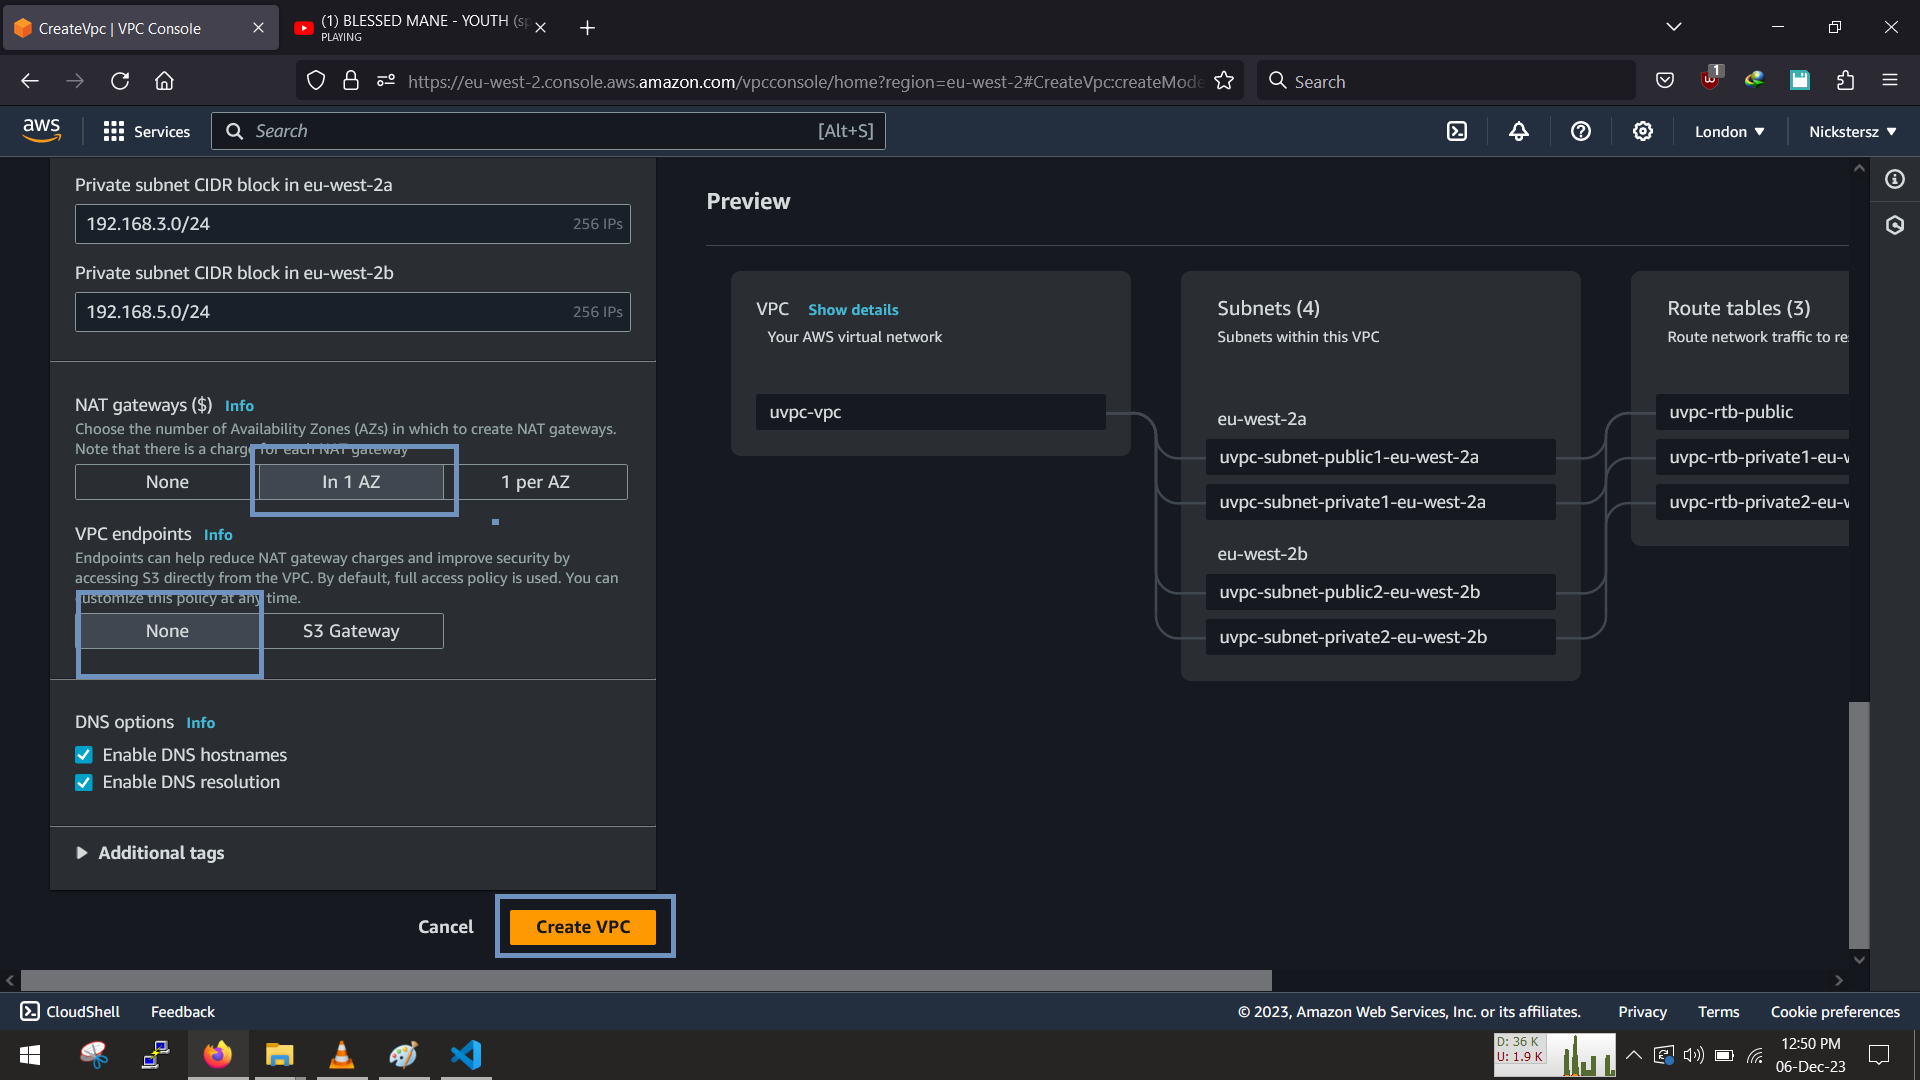 CreateVpc | VPC Console
(1) BLESSED MANE - YOUTH (sp
PLAYING
https://eu-west-2.console.aws.amazon.com/vpcconsole/home?region=eu-west-2#CreateVpc:createMode
Search
1
aws
Services
Search
[Alt+S]
London
Nickstersz
Private subnet CIDR block in eu-west-2a
192.168.3.0/24
256 IPs
Private subnet CIDR block in eu-west-2b
192.168.5.0/24
256 IPs
NAT gateways ($) Info
Choose the number of Availability Zones (AZs) in which to create NAT gateways.
Note that there is a charge for each NAT gateway
None
In 1 AZ
1 per AZ
VPC endpoints Info
Endpoints can help reduce NAT gateway charges and improve security by
accessing S3 directly from the VPC. By default, full access policy is used. You can
customize this policy at any time.
None
S3 Gateway
DNS options Info
Enable DNS hostnames
Enable DNS resolution
Additional tags
Cancel
Create VPC
Preview
VPC Show details
Your AWS virtual network
uvpc-vpc
Subnets (4)
Subnets within this VPC
eu-west-2a
uvpc-subnet-public1-eu-west-2a
uvpc-subnet-private1-eu-west-2a
eu-west-2b
uvpc-subnet-public2-eu-west-2b
uvpc-subnet-private2-eu-west-2b
Route tables (3)
Route network traffic to re
uvpc-rtb-public
uvpc-rtb-private1-eu-w
uvpc-rtb-private2-eu-w
CloudShell
Feedback
© 2023, Amazon Web Services, Inc. or its affiliates.
Privacy
Terms
Cookie preferences
D: 36 K
U: 1.9 K
12:50 PM
06-Dec-23